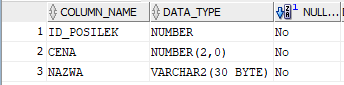 COLUMN_NAME DATA_TYPE NULL...
1 ID_POSILEK NUMBER No
2 CENA NUMBER(2,0) No
3 NAZWA VARCHAR2(30 BYTE) No